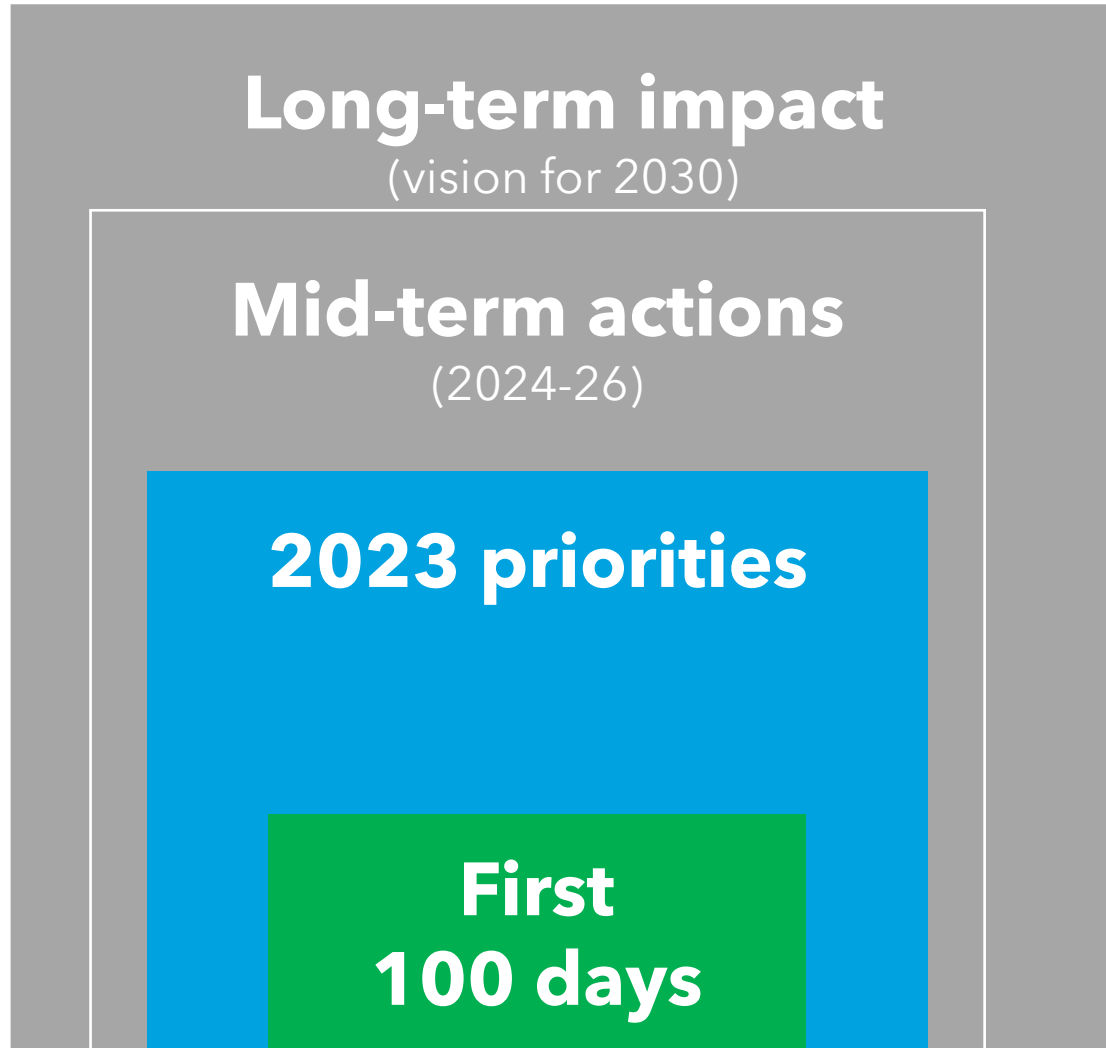 Long-term impact
(vision for 2030)
Mid-term actions
(2024-26)
2023 priorities
First
100 days